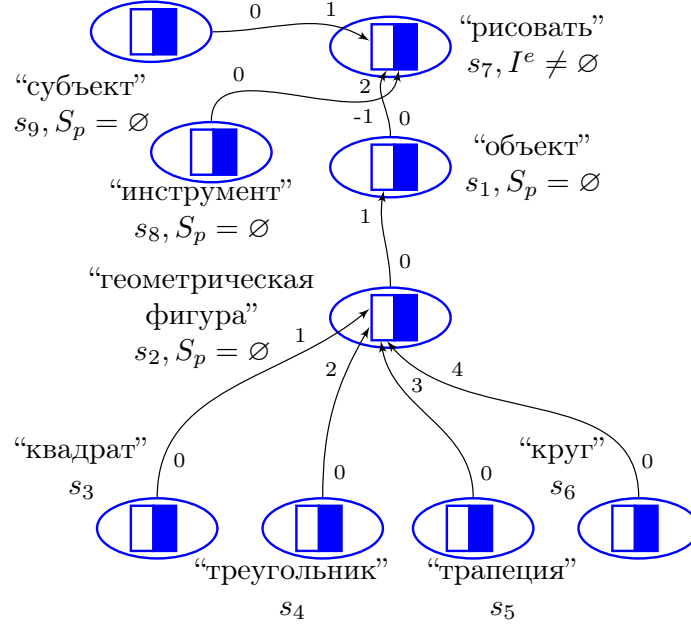 0
1
“рисовать”
s₇, Iᵉ ≠ ∅
“субъект”
s₉, Sₚ = ∅
0
2
-1
0
“объект”
s₁, Sₚ = ∅
“инструмент”
s₈, Sₚ = ∅
1
0
“геометрическая
фигура”
s₂, Sₚ = ∅
1
2
3
4
“квадрат”
s₃
0
0
0
“круг”
s₆
0
“треугольник”
s₄
“трапеция”
s₅